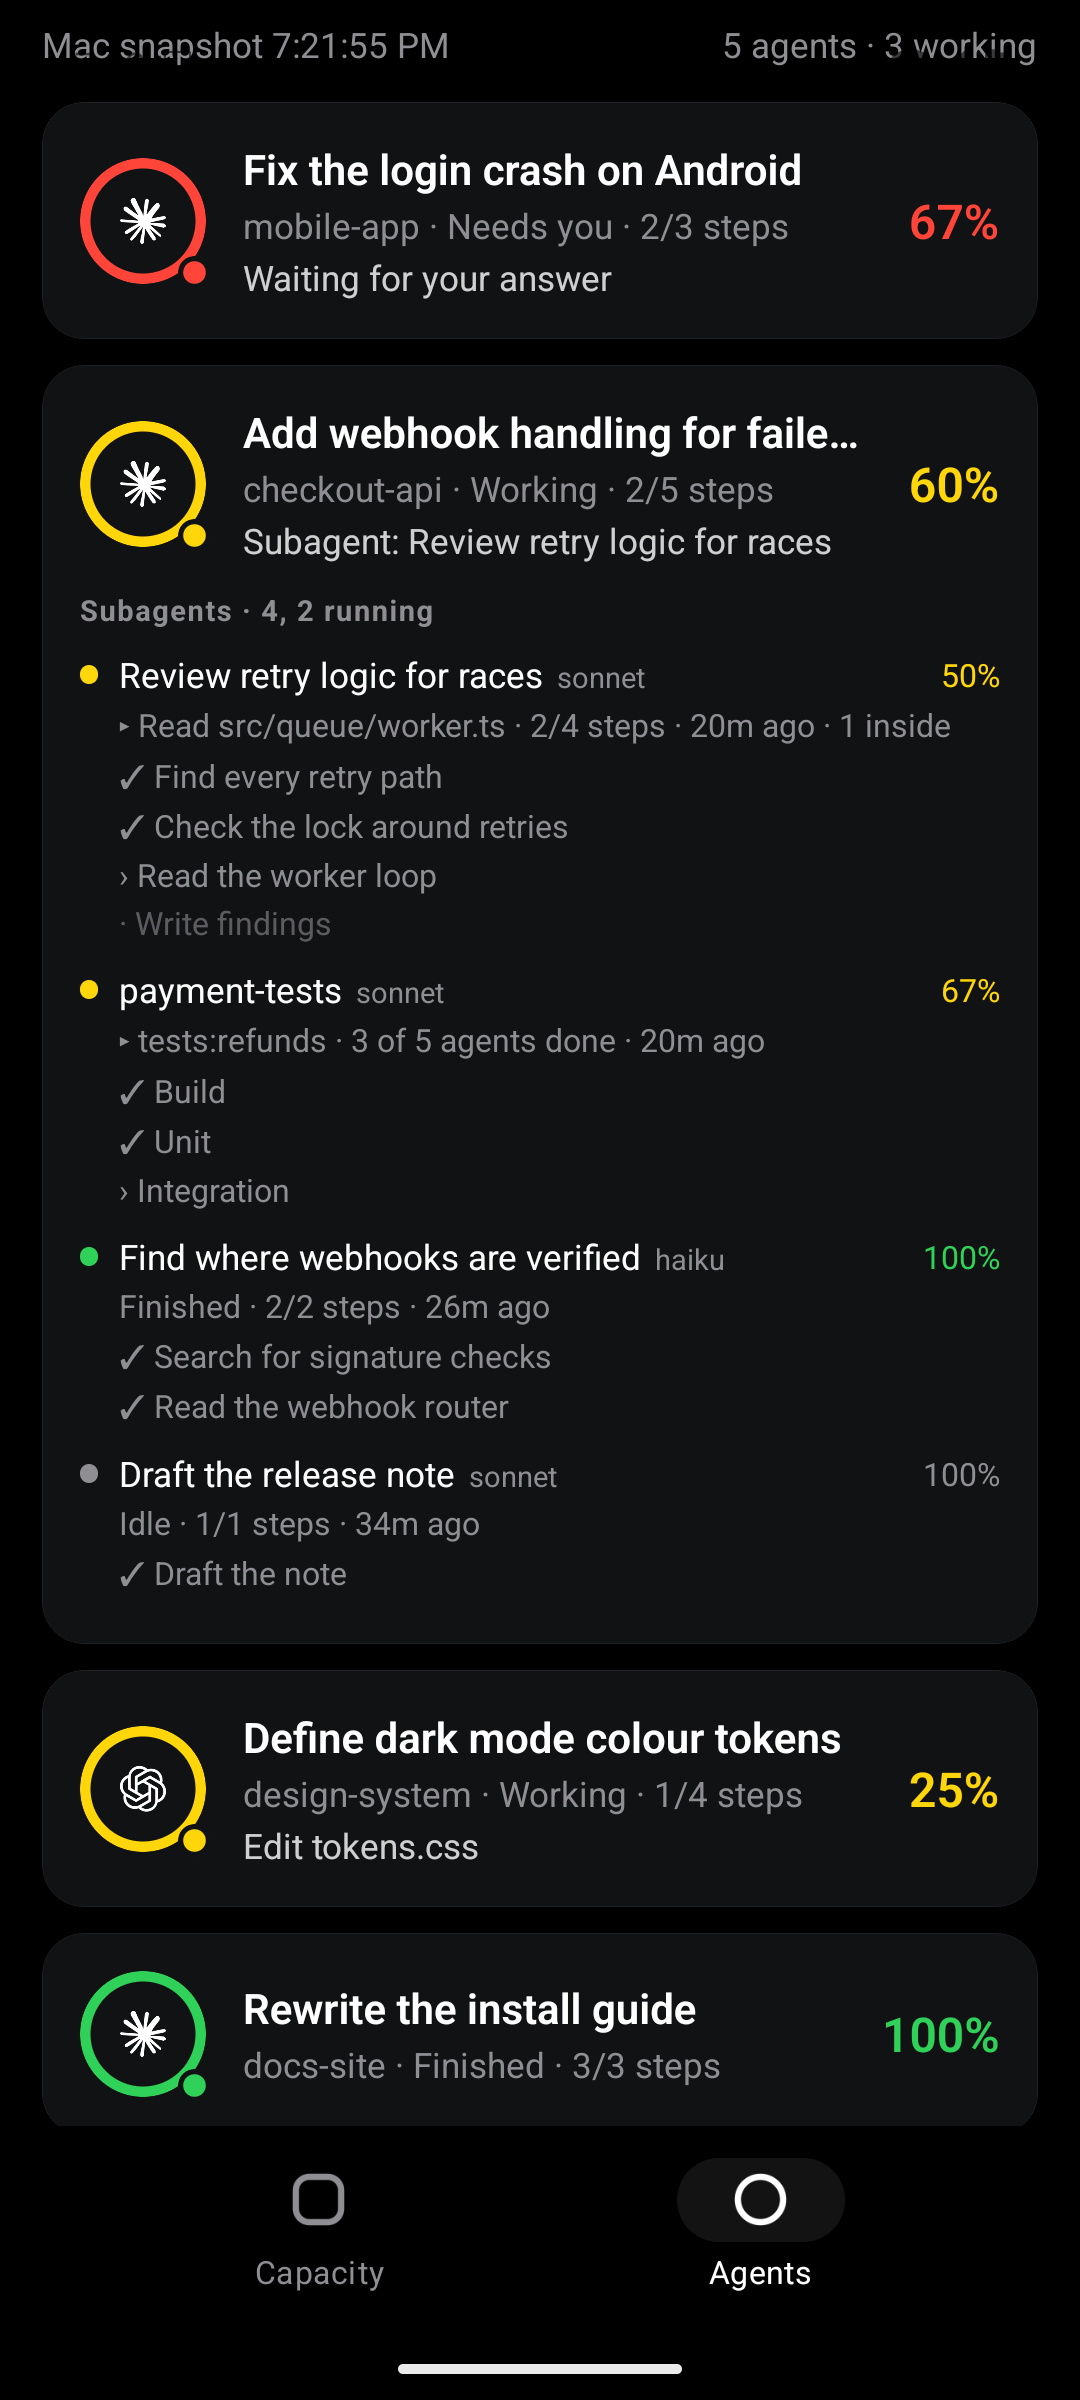 Mac snapshot 7:21:55 PM
5 agents · 3 working
Fix the login crash on Android
mobile-app · Needs you · 2/3 steps
67%
Waiting for your answer
Add webhook handling for faile...
checkout-api · Working · 2/5 steps
60%
Subagent: Review retry logic for races
Subagents · 4, 2 running
Review retry logic for races sonnet 50%
▸ Read src/queue/worker.ts · 2/4 steps · 20m ago · 1 inside
✓ Find every retry path
✓ Check the lock around retries
› Read the worker loop
· Write findings
payment-tests sonnet 67%
▸ tests:refunds · 3 of 5 agents done · 20m ago
✓ Build
✓ Unit
› Integration
Find where webhooks are verified haiku 100%
Finished · 2/2 steps · 26m ago
✓ Search for signature checks
✓ Read the webhook router
Draft the release note sonnet 100%
Idle · 1/1 steps · 34m ago
✓ Draft the note
Define dark mode colour tokens
design-system · Working · 1/4 steps
25%
Edit tokens.css
Rewrite the install guide
docs-site · Finished · 3/3 steps
100%
Capacity
Agents